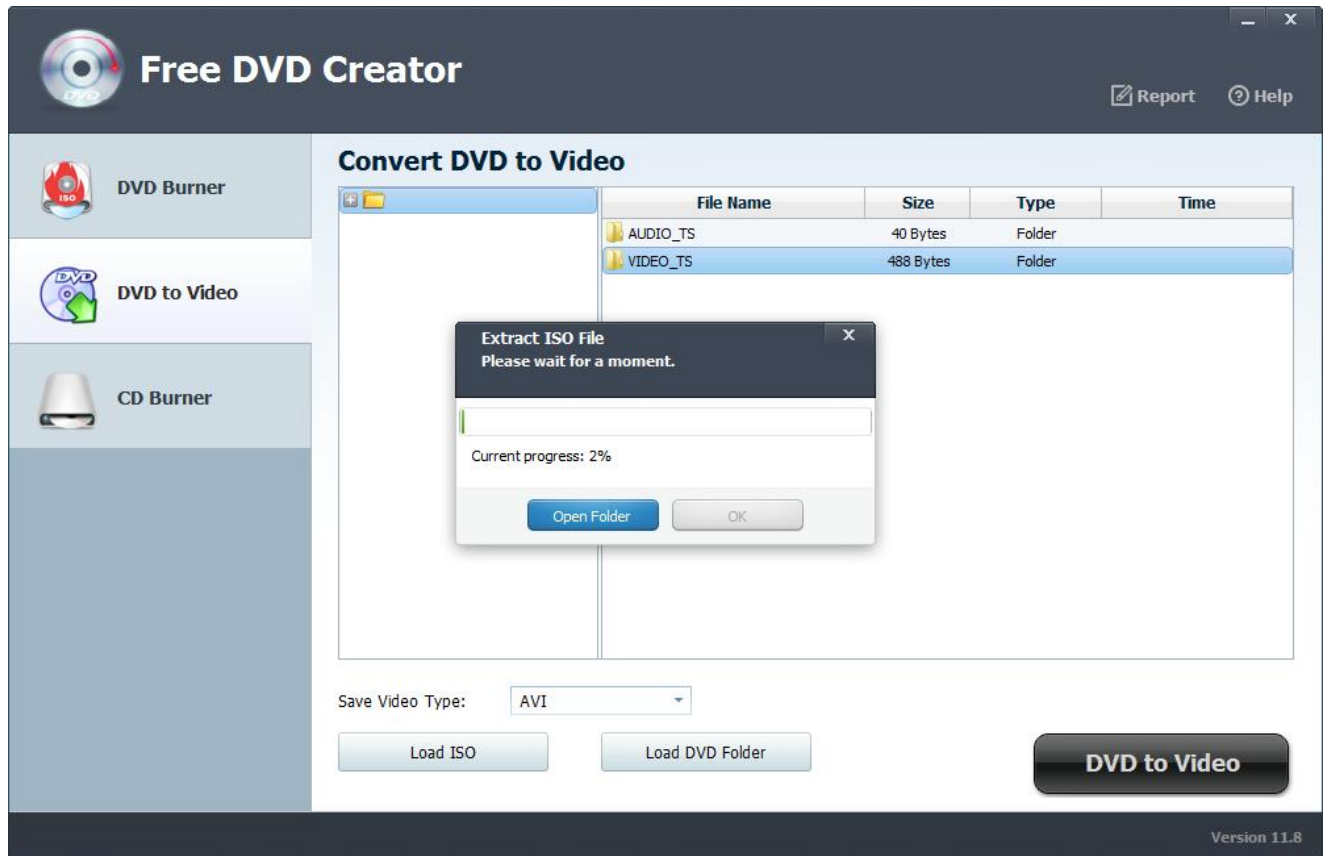 Free DVD Creator
Report
Help
DVD Burner
DVD to Video
CD Burner
Convert DVD to Video
File Name Size Type Time
AUDIO_TS 40 Bytes Folder
VIDEO_TS 488 Bytes Folder
Extract ISO File
Please wait for a moment.
Current progress: 2%
Open Folder
OK
Save Video Type: AVI
Load ISO
Load DVD Folder
DVD to Video
Version 11.8